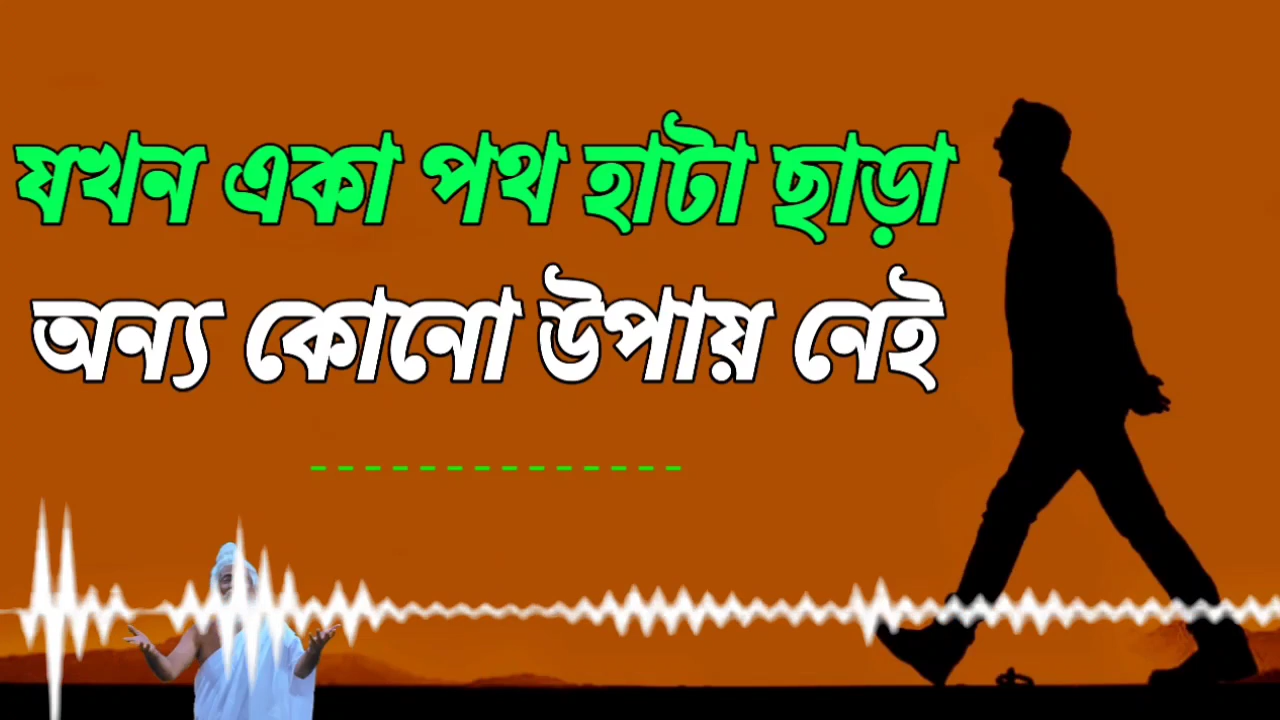 যখন একা পথ হাটা ছাড়া
অন্য কোনো উপায় নেই
--------------